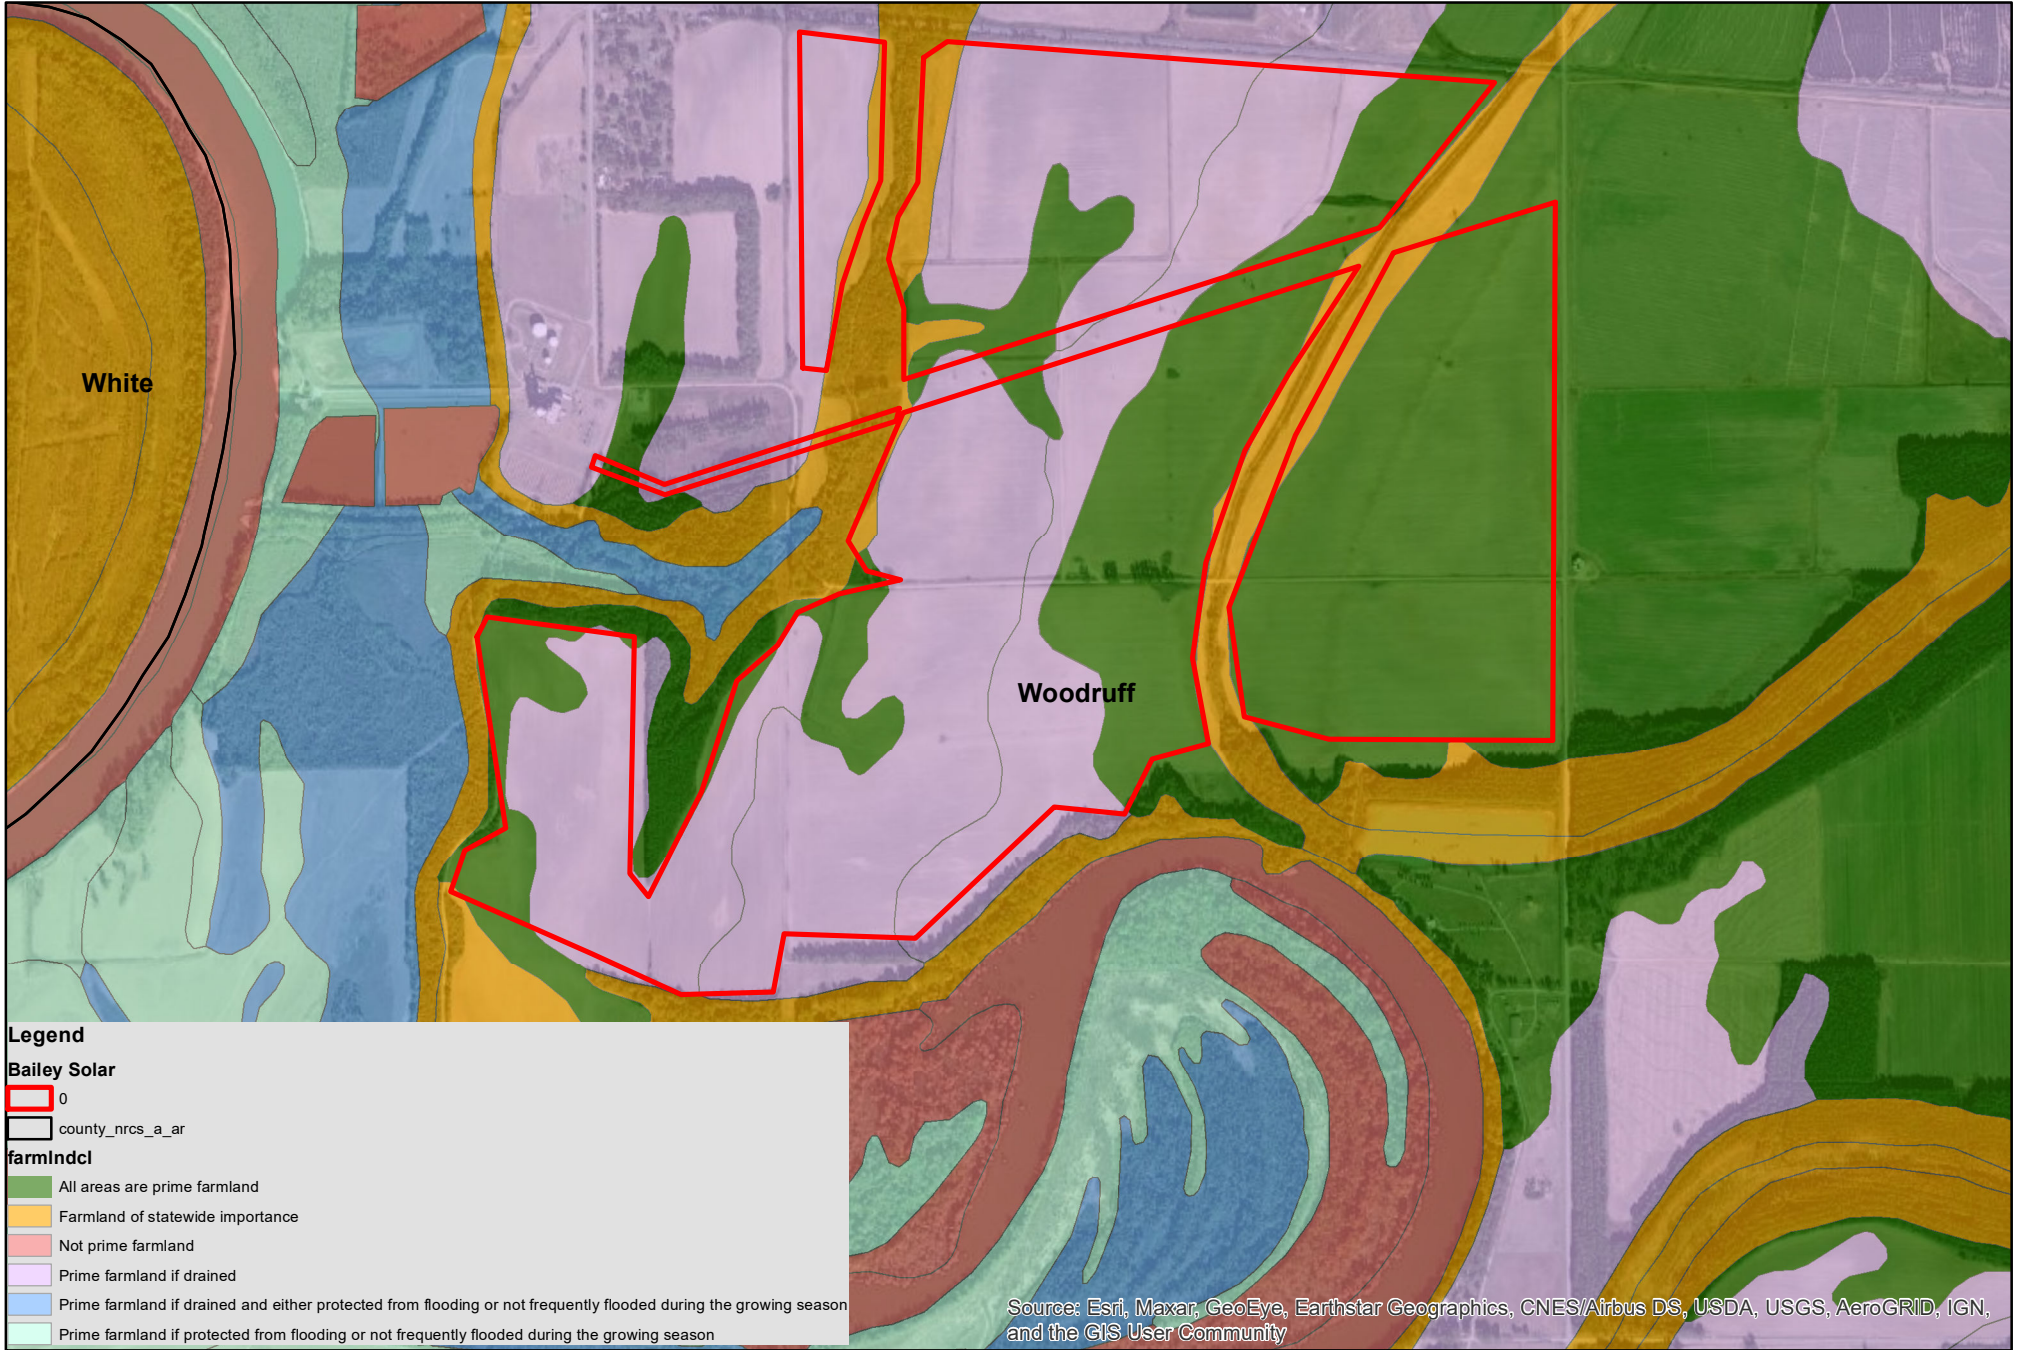 White
Woodruff
Legend
Bailey Solar
0
county_nrcs_a_ar
farmlndcl
All areas are prime farmland
Farmland of statewide importance
Not prime farmland
Prime farmland if drained
Prime farmland if drained and either protected from flooding or not frequently flooded during the growing season
Prime farmland if protected from flooding or not frequently flooded during the growing season
Source: Esri, Maxar, GeoEye, Earthstar Geographics, CNES/Airbus DS, USDA, USGS, AeroGRID, IGN,
and the GIS User Community